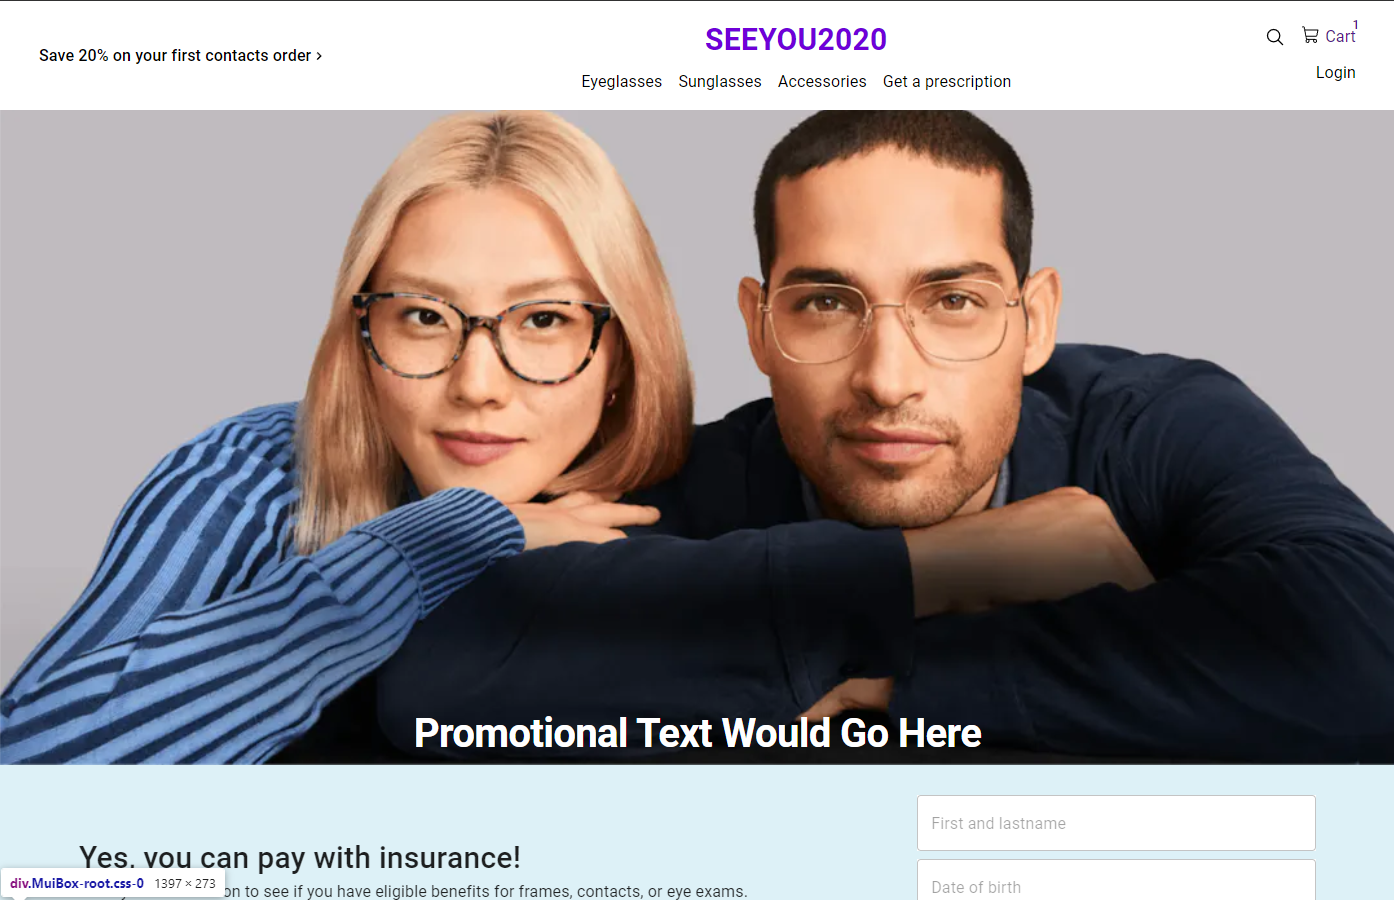 Save 20% on your first contacts order ›
SEEYOU2020
1
Cart
Login
Eyeglasses Sunglasses Accessories Get a prescription
Promotional Text Would Go Here
Yes, you can pay with insurance!
on to see if you have eligible benefits for frames, contacts, or eye exams.
First and lastname
Date of birth
div.MuiBox-root.css-0 1397 × 273